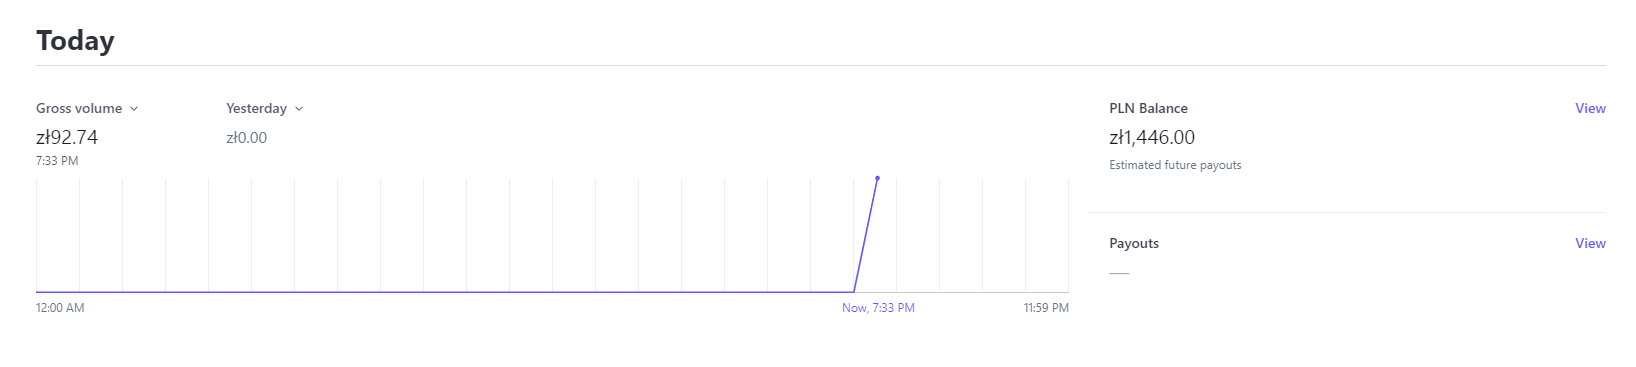 Today
Gross volume
Yesterday
zł92.74
zł0.00
7:33 PM
12:00 AM
Now, 7:33 PM
11:59 PM
PLN Balance
View
zł1,446.00
Estimated future payouts
Payouts
View
—